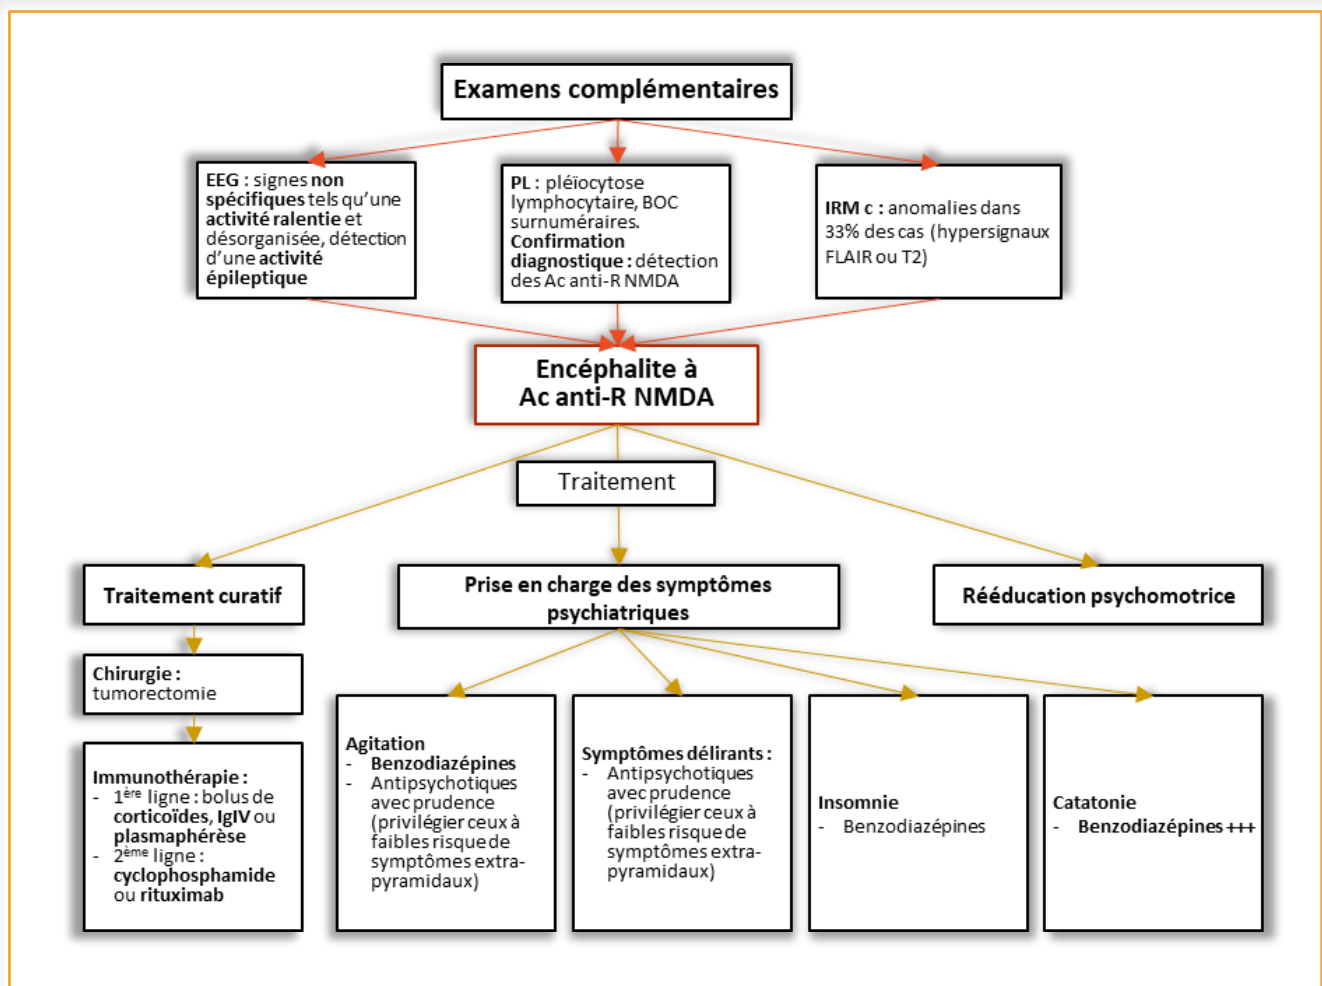 Examens complémentaires
EEG : signes non
spécifiques tels qu’une
activité ralentie et
désorganisée, détection
d’une activité
épileptique
PL : pléïocytose
lymphocytaire, BOC
surnuméraires.
Confirmation
diagnostique : détection
des Ac anti-R NMDA
IRM c : anomalies dans
33% des cas (hypersignaux
FLAIR ou T2)
Encéphalite à
Ac anti-R NMDA
Traitement
Traitement curatif
Prise en charge des symptômes
psychiatriques
Rééducation psychomotrice
Chirurgie :
tumorectomie
Immunothérapie :
- 1ère ligne : bolus de
corticoïdes, IgIV ou
plasmaphérèse
- 2ème ligne :
cyclophosphamide
ou rituximab
Agitation
- Benzodiazépines
- Antipsychotiques
avec prudence
(privilégier ceux à
faibles risque de
symptômes extra-
pyramidaux)
Symptômes délirants :
- Antipsychotiques
avec prudence
(privilégier ceux à
faibles risque de
symptômes extra-
pyramidaux)
Insomnie
- Benzodiazépines
Catatonie
- Benzodiazépines +++